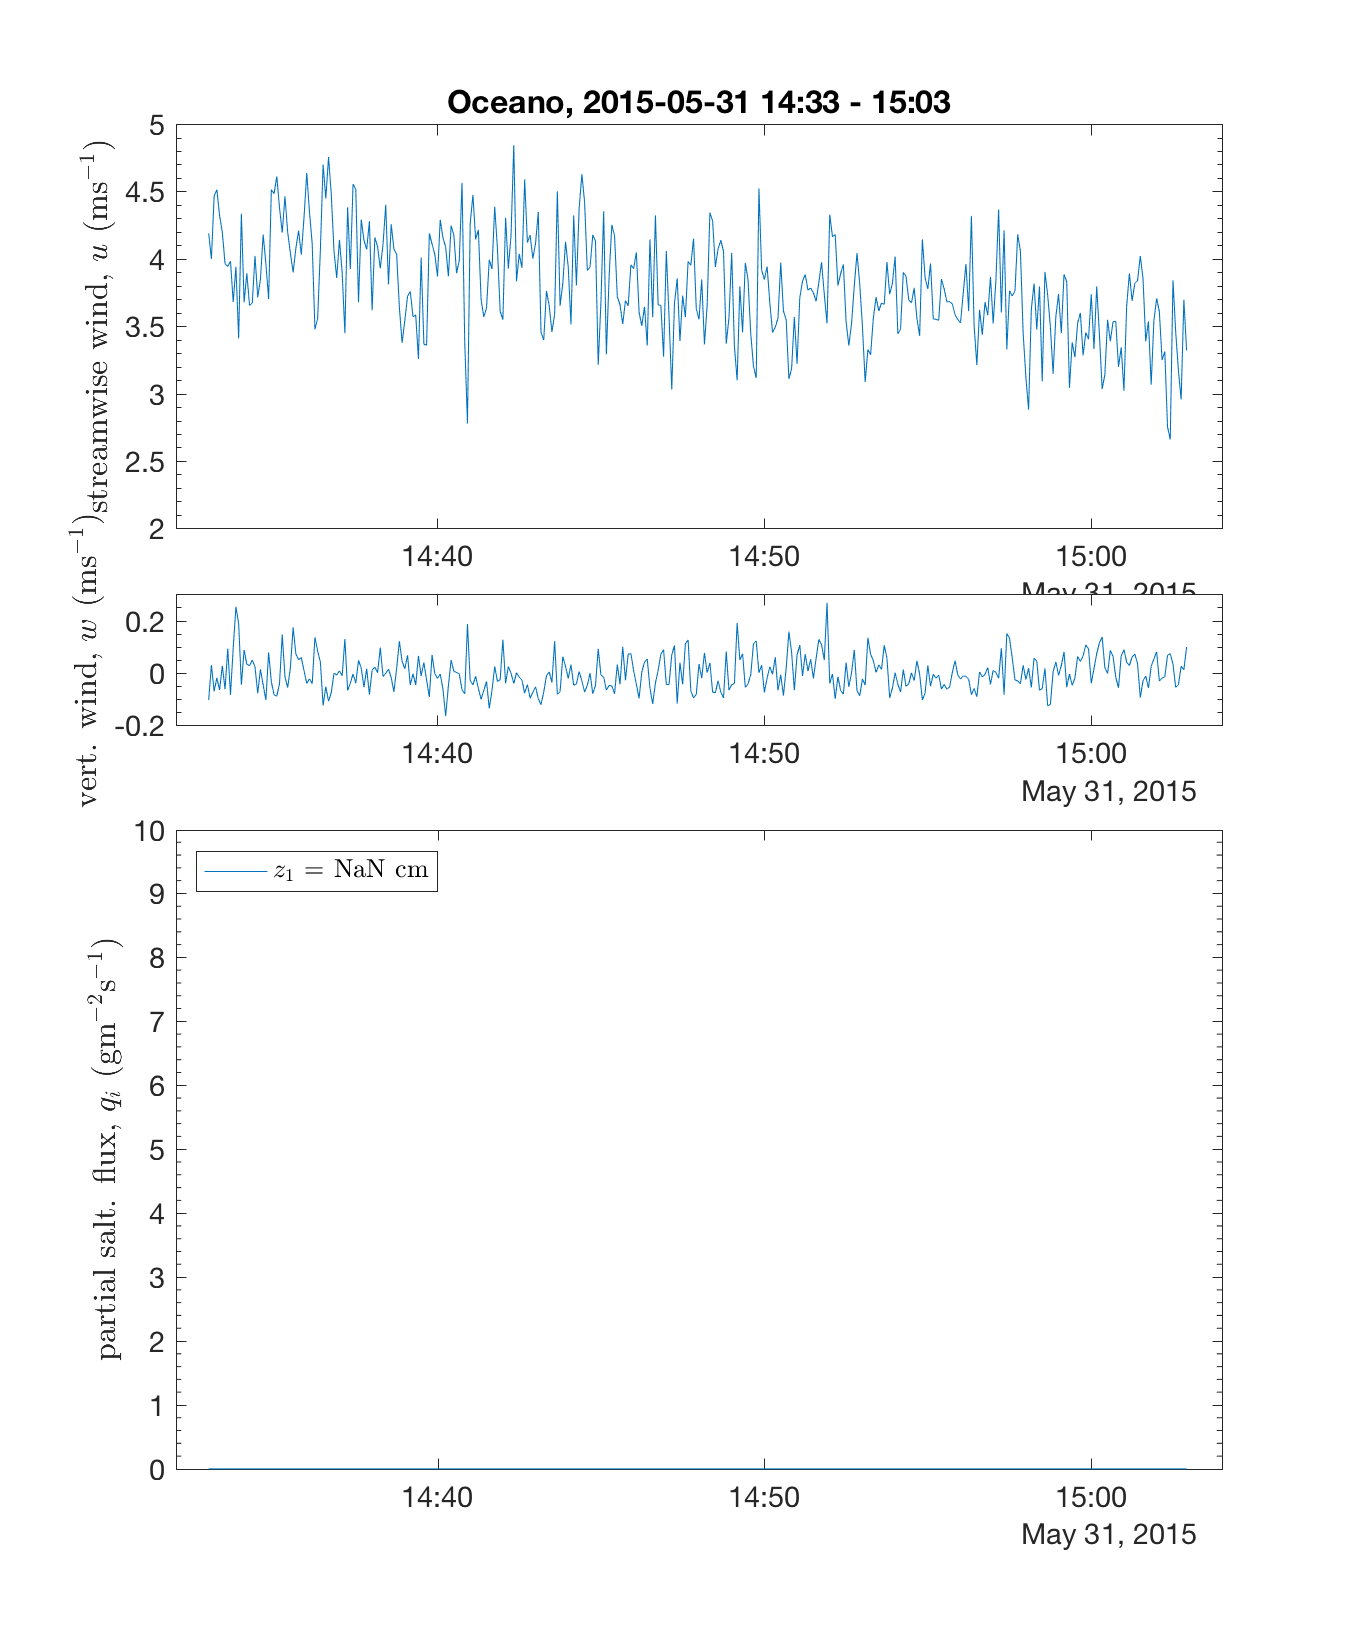 Oceano, 2015-05-31 14:33 - 15:03
streamwise wind, u (ms⁻¹)
5
4.5
4
3.5
3
2.5
2
14:40 14:50 15:00
May 31, 2015
vert. wind, w (ms⁻¹)
0.2
0
-0.2
14:40 14:50 15:00
May 31, 2015
partial salt. flux, qᵢ (gm⁻²s⁻¹)
10
9
8
7
6
5
4
3
2
1
0
z₁ = NaN cm
14:40 14:50 15:00
May 31, 2015